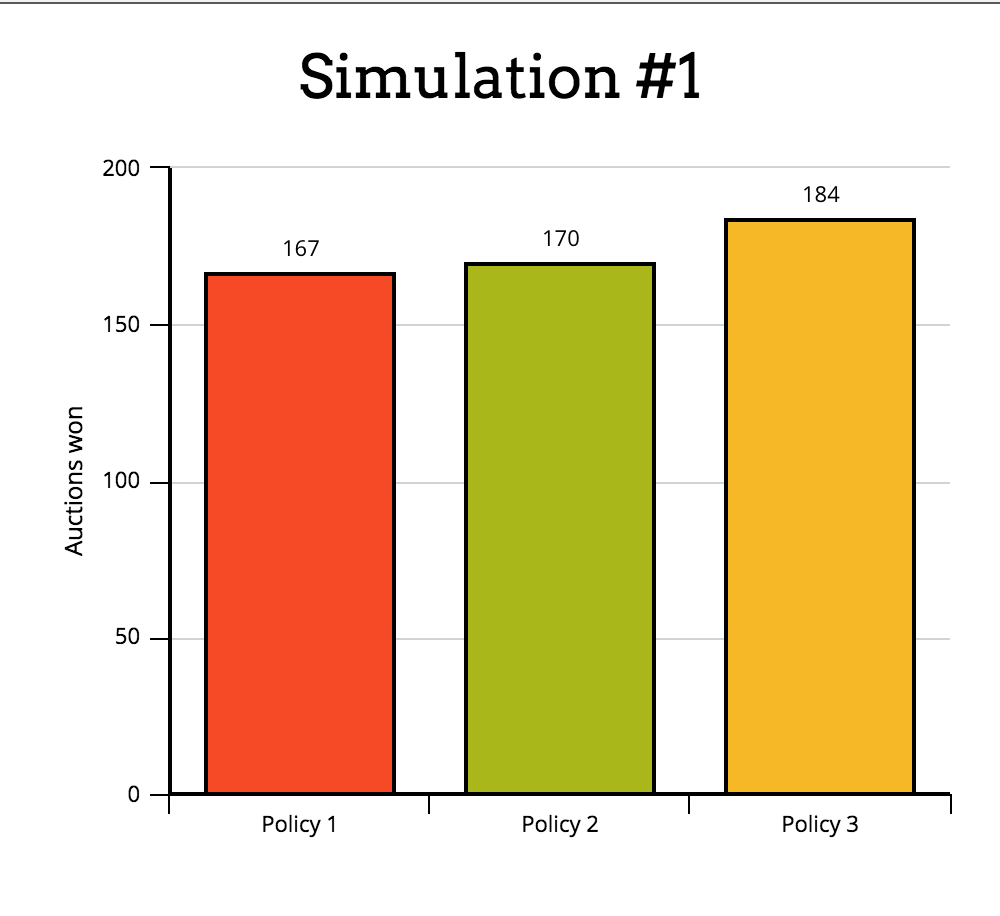 Simulation #1
200
150
100
50
0
Auctions won
167
170
184
Policy 1
Policy 2
Policy 3